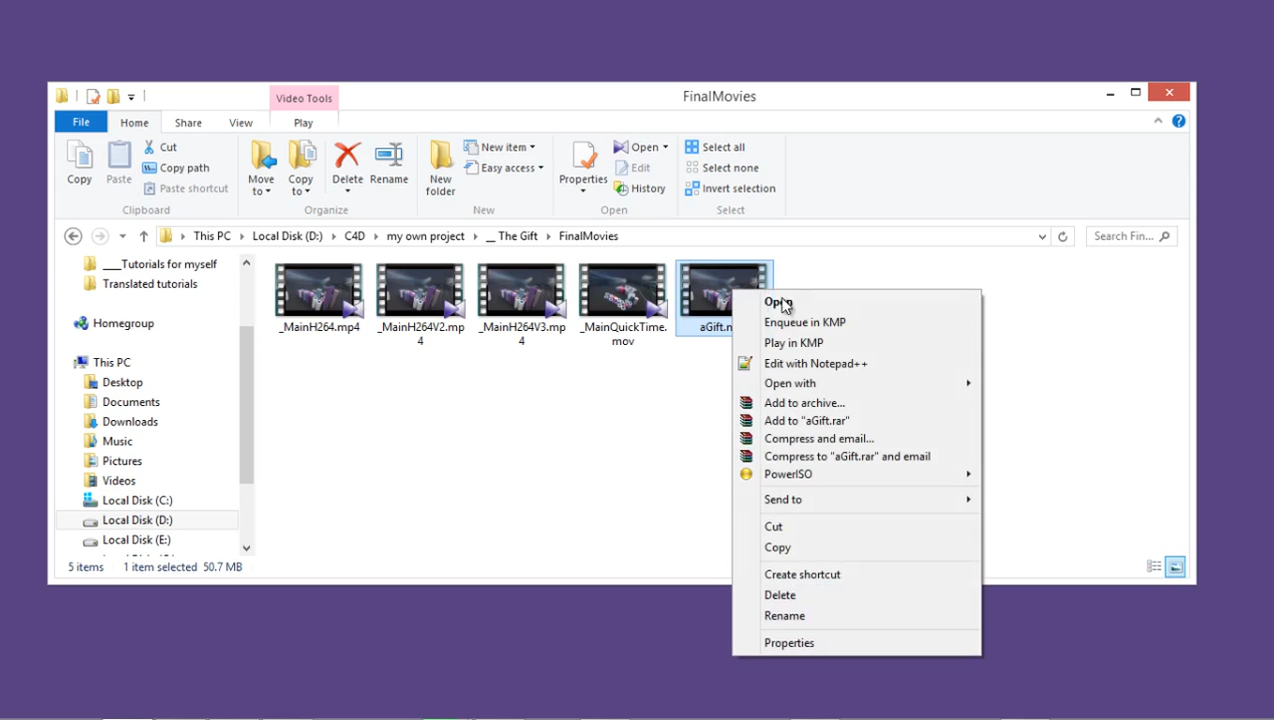 Video Tools
FinalMovies
File
Home
Share
View
Play
Copy
Paste
Cut
Copy path
Paste shortcut
Clipboard
Move to
Copy to
Delete
Rename
Organize
New folder
New item
Easy access
New
Properties
Open
Edit
History
Open
Select all
Select none
Invert selection
Select
This PC
Local Disk (D:)
C4D
my own project
__ The Gift
FinalMovies
Search Fin...
___Tutorials for myself
Translated tutorials
Homegroup
This PC
Desktop
Documents
Downloads
Music
Pictures
Videos
Local Disk (C:)
Local Disk (D:)
Local Disk (E:)
_MainH264.mp4
_MainH264V2.mp
4
_MainH264V3.mp
4
_MainQuickTime.
mov
Open
Enqueue in KMP
Play in KMP
Edit with Notepad++
Open with
Add to archive...
Add to "aGift.rar"
Compress and email...
Compress to "aGift.rar" and email
PowerISO
Send to
Cut
Copy
Create shortcut
Delete
Rename
Properties
5 items
1 item selected 50.7 MB